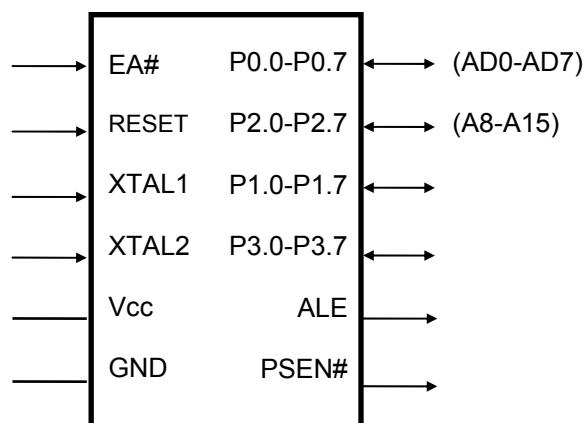 EA# P0.0-P0.7 (AD0-AD7)
RESET P2.0-P2.7 (A8-A15)
XTAL1 P1.0-P1.7
XTAL2 P3.0-P3.7
Vcc ALE
GND PSEN#